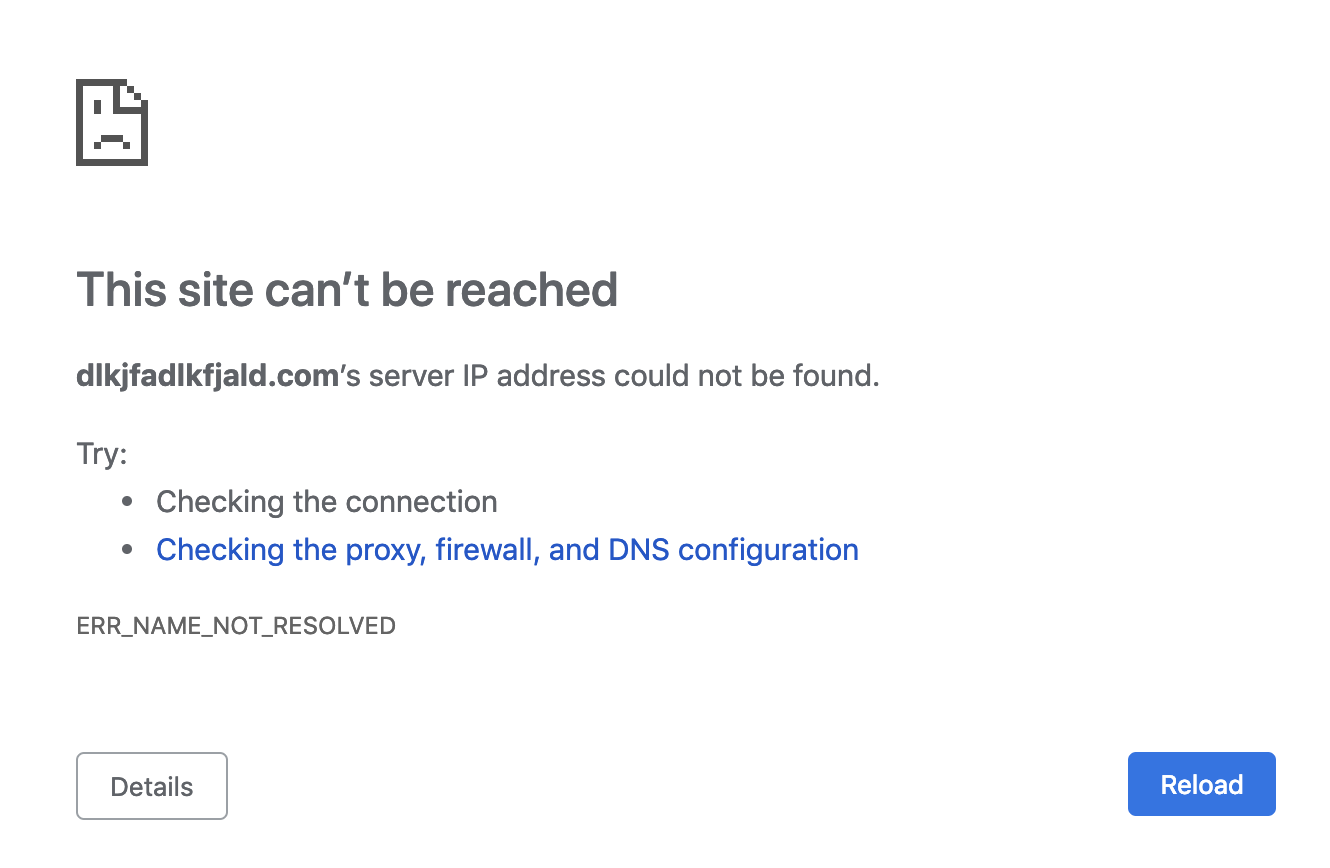 This site can’t be reached
dlkjfadlkfjald.com’s server IP address could not be found.
Try:
• Checking the connection
• Checking the proxy, firewall, and DNS configuration
ERR_NAME_NOT_RESOLVED
Details
Reload